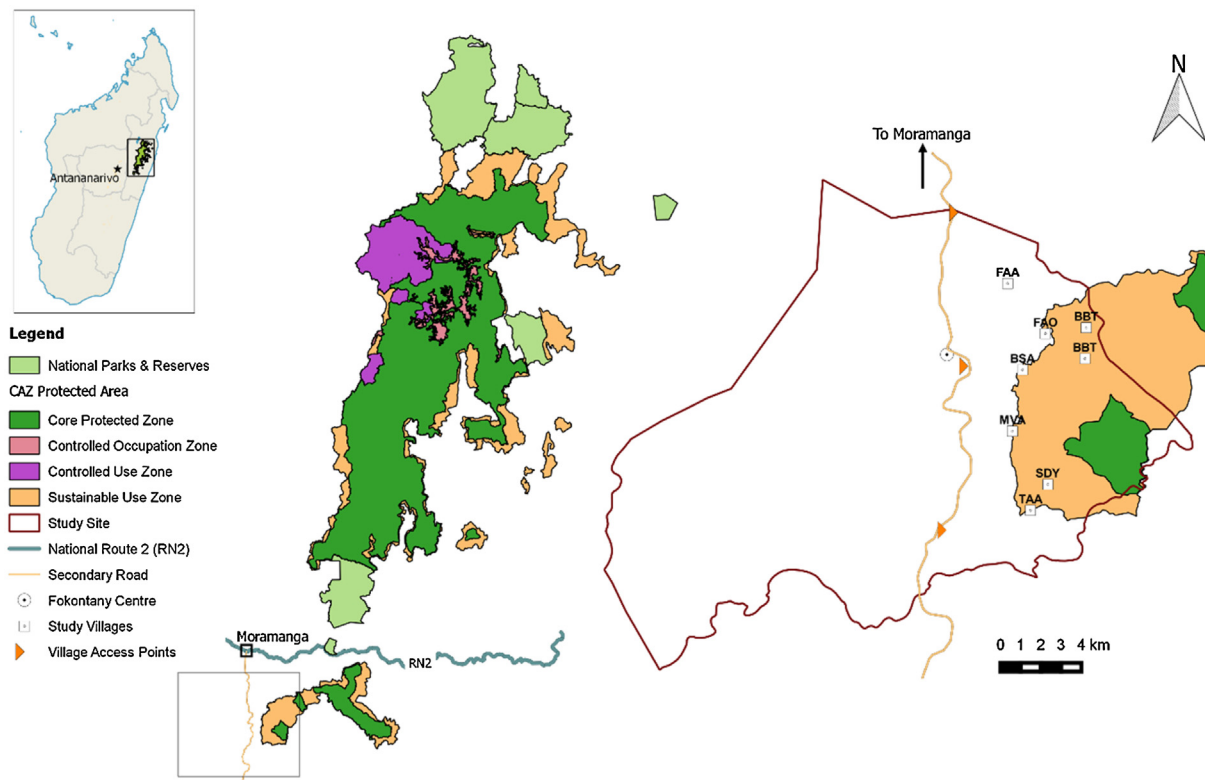 Antananarivo
Legend
National Parks & Reserves
CAZ Protected Area
Core Protected Zone
Controlled Occupation Zone
Controlled Use Zone
Sustainable Use Zone
Study Site
National Route 2 (RN2)
Secondary Road
Fokontany Centre
Study Villages
Village Access Points
Moramanga
RN2
N
To Moramanga
FAA
FAO
BBT
BBT
BSA
MVA
SDY
TAA
0 1 2 3 4 km